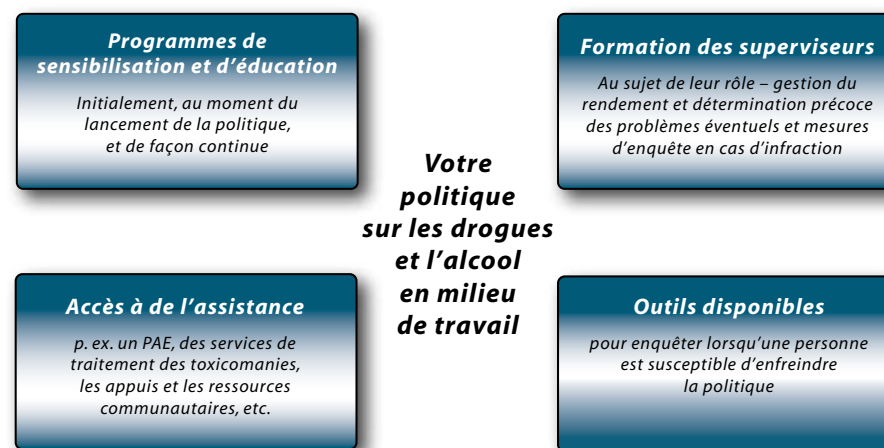 Programmes de
sensibilisation et d'éducation
Initialement, au moment du
lancement de la politique,
et de façon continue
Formation des superviseurs
Au sujet de leur rôle – gestion du
rendement et détermination précoce
des problèmes éventuels et mesures
d'enquête en cas d'infraction
Votre
politique
sur les drogues
et l'alcool
en milieu
de travail
Accès à de l'assistance
p. ex. un PAE, des services de
traitement des toxicomanies,
les appuis et les ressources
communautaires, etc.
Outils disponibles
pour enquêter lorsqu'une personne
est susceptible d'enfreindre
la politique